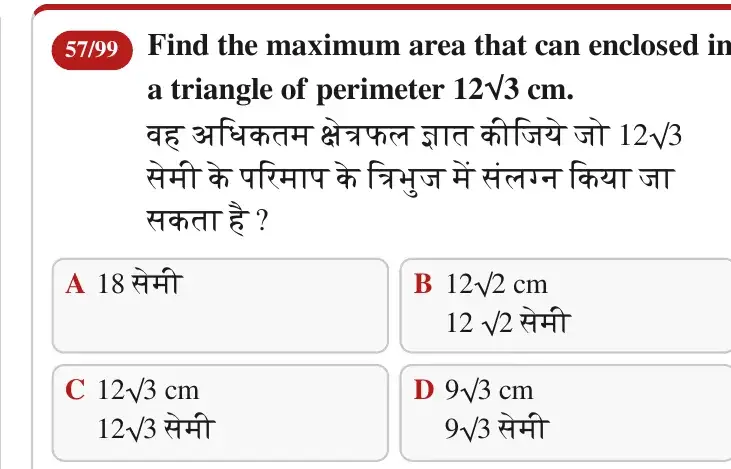 57/99 Find the maximum area that can enclosed in
a triangle of perimeter 12√3 cm.
वह अधिकतम क्षेत्रफल ज्ञात कीजिये जो 12√3
सेमी के परिमाप के त्रिभुज में संलग्न किया जा
सकता है ?
A 18 सेमी
B 12√2 cm
12 √2 सेमी
C 12√3 cm
12√3 सेमी
D 9√3 cm
9√3 सेमी